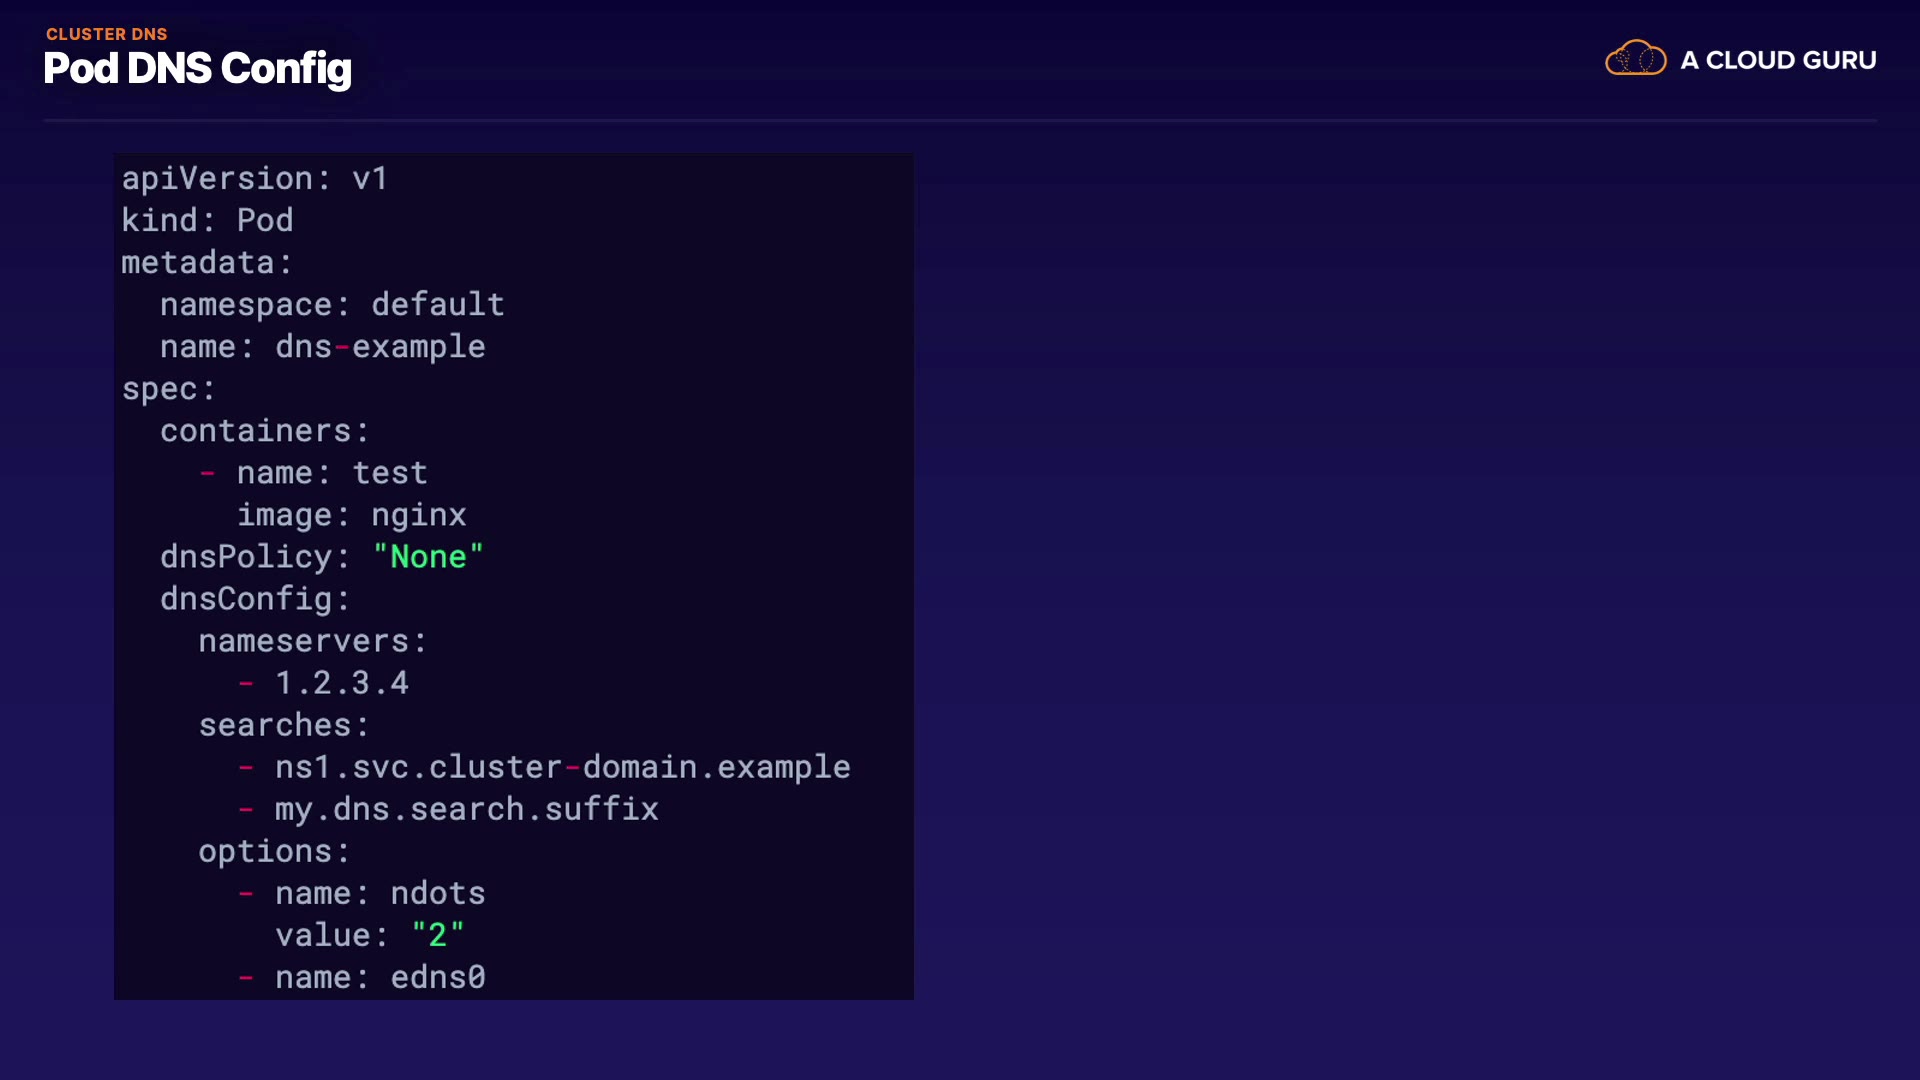 CLUSTER DNS
Pod DNS Config
A CLOUD GURU
apiVersion: v1
kind: Pod
metadata:
  namespace: default
  name: dns-example
spec:
  containers:
    - name: test
      image: nginx
  dnsPolicy: "None"
  dnsConfig:
    nameservers:
      - 1.2.3.4
    searches:
      - ns1.svc.cluster-domain.example
      - my.dns.search.suffix
    options:
      - name: ndots
        value: "2"
      - name: edns0